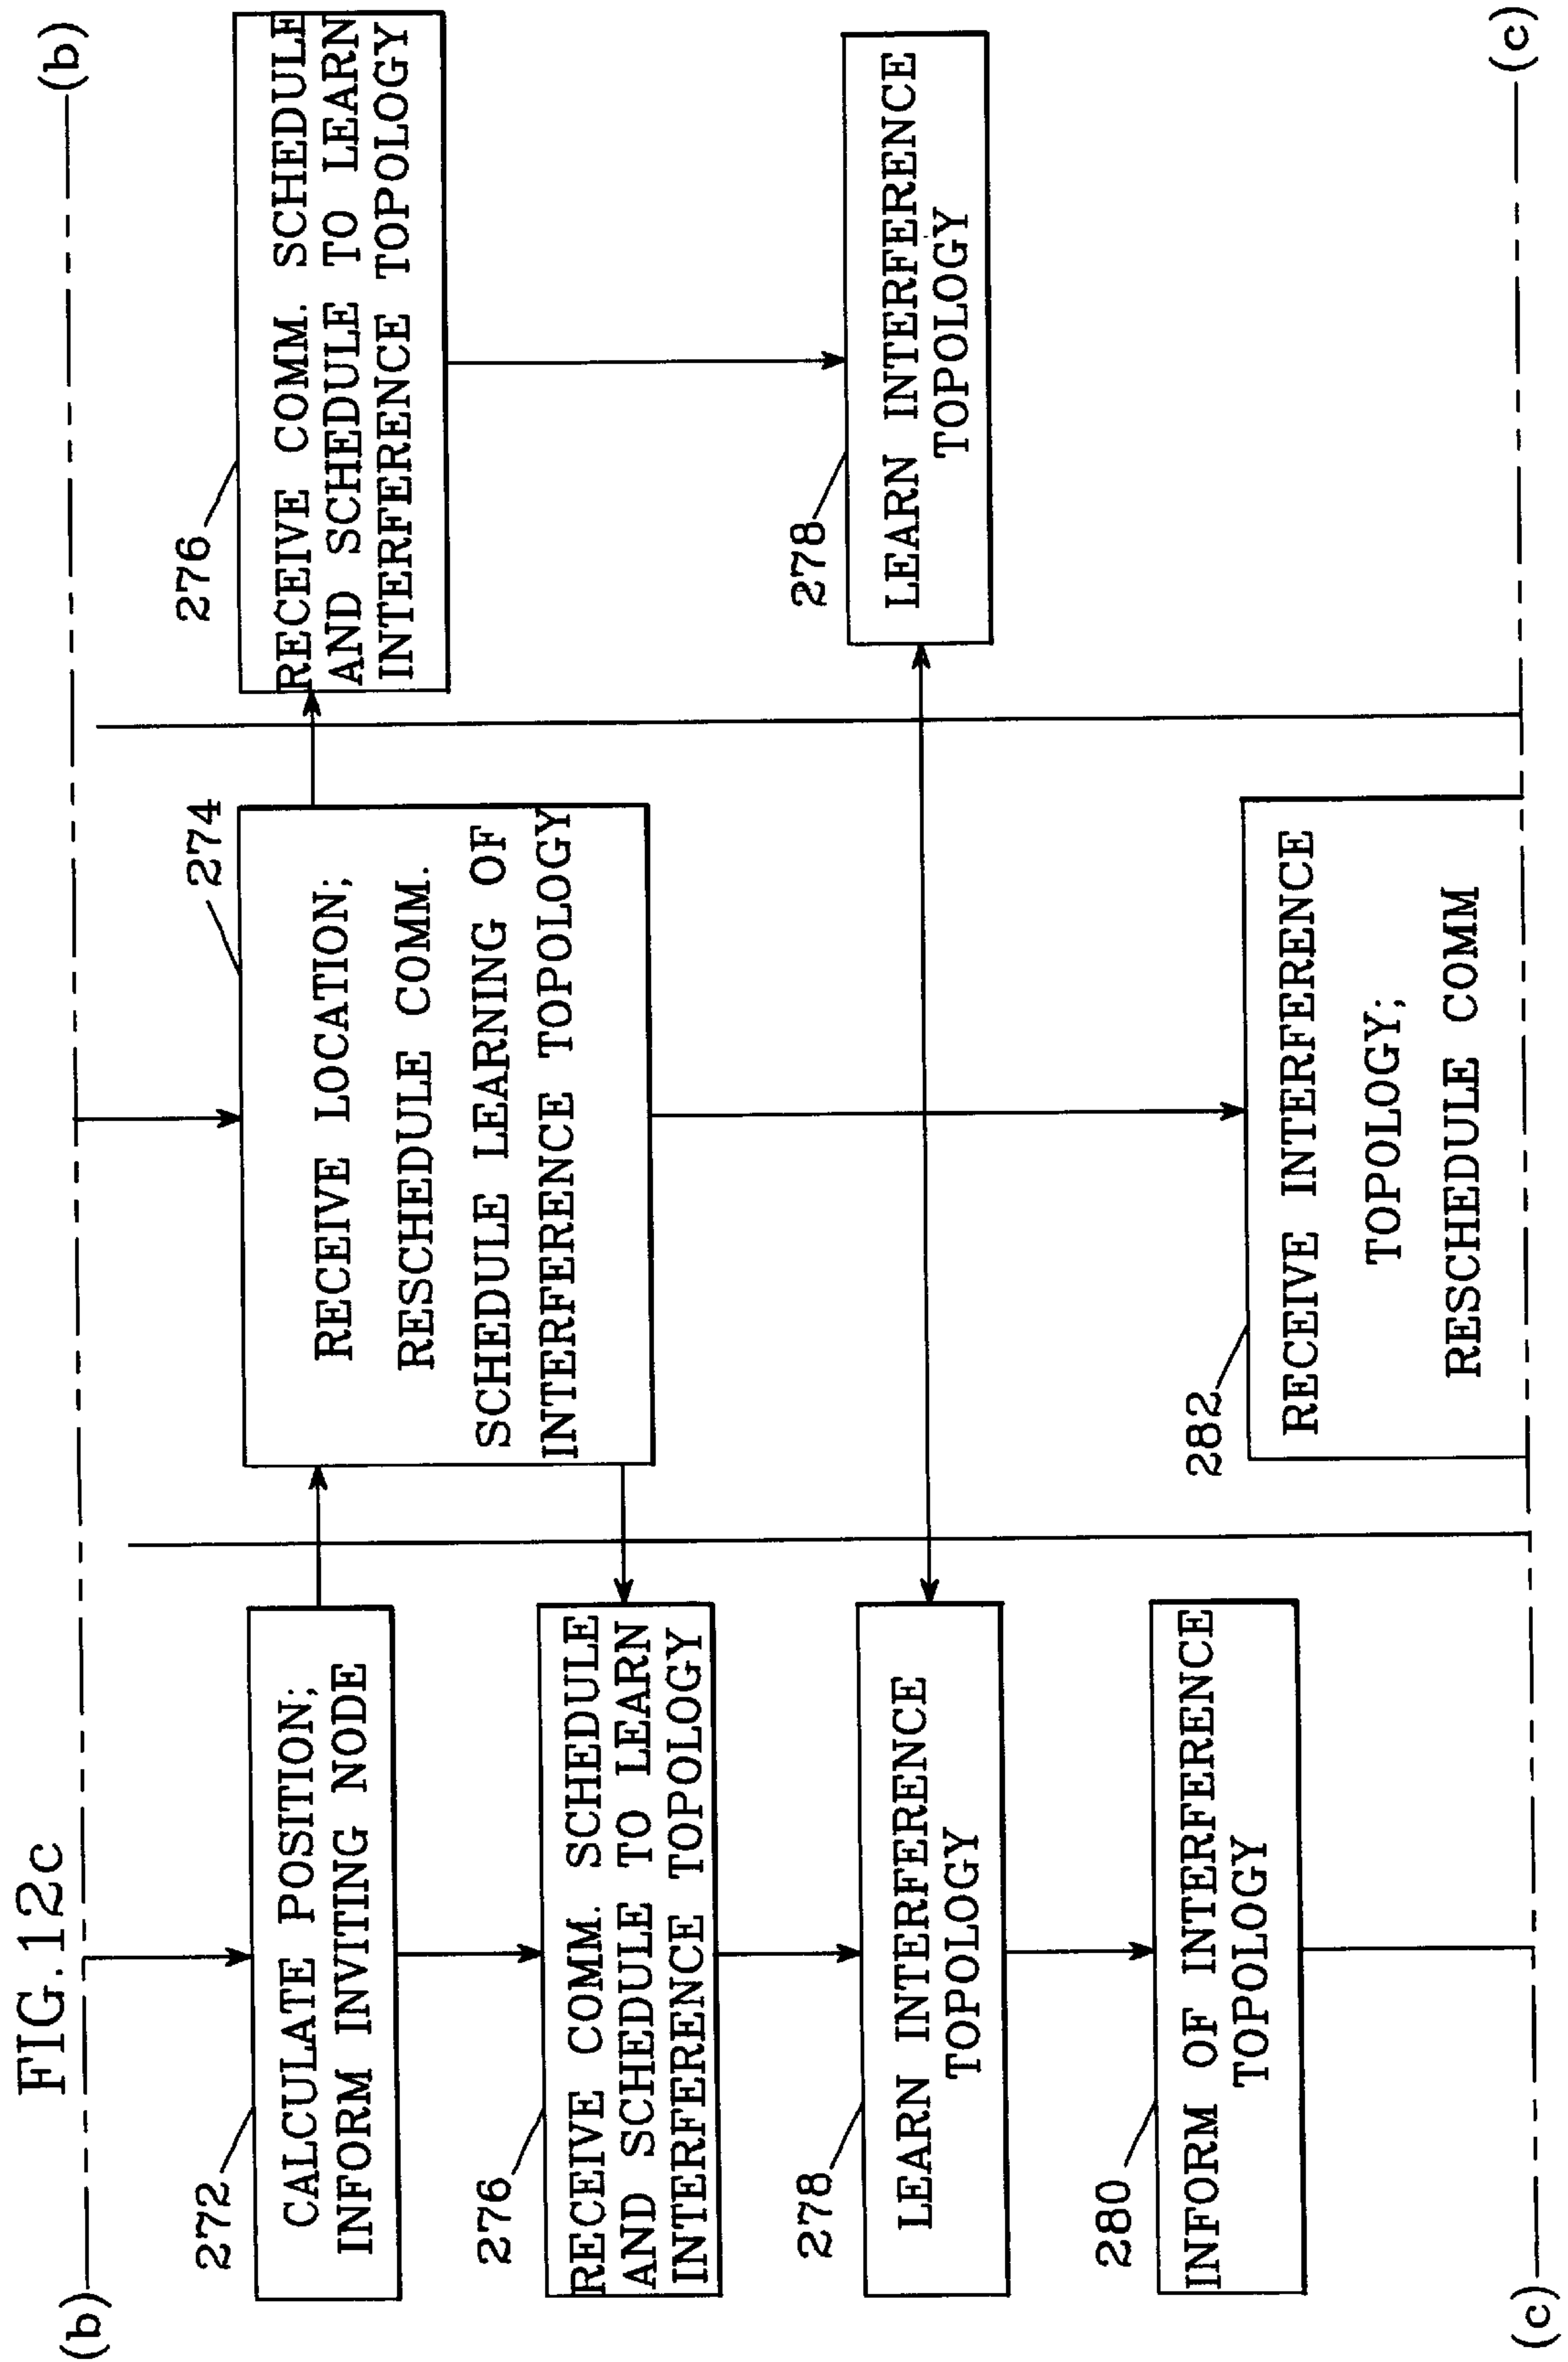 FIG.12c
(b)
(b)
272
CALCULATE POSITION;
INFORM INVITING NODE
276
RECEIVE COMM. SCHEDULE
AND SCHEDULE TO LEARN
INTERFERENCE TOPOLOGY
278
LEARN INTERFERENCE
TOPOLOGY
280
INFORM OF INTERFERENCE
TOPOLOGY
274
RECEIVE LOCATION;
RESCHEDULE COMM.
SCHEDULE LEARNING OF
INTERFERENCE TOPOLOGY
282
RECEIVE INTERFERENCE
TOPOLOGY;
RESCHEDULE COMM
276
RECEIVE COMM. SCHEDULE
AND SCHEDULE TO LEARN
INTERFERENCE TOPOLOGY
278
LEARN INTERFERENCE
TOPOLOGY
(c)
(c)